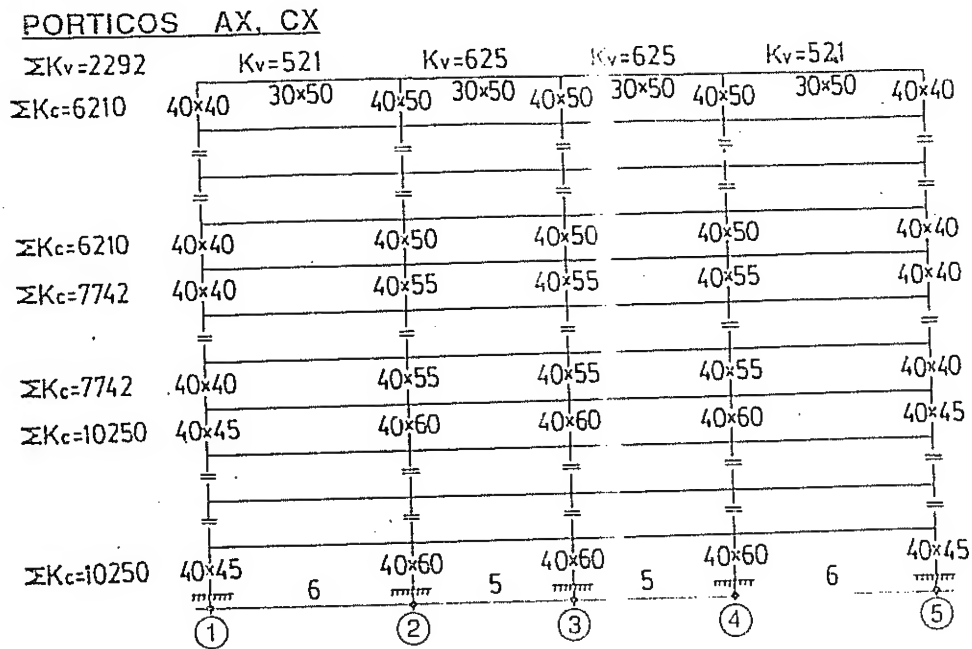 PORTICOS AX, CX
ΣKv=2292 Kv=521 Kv=625 Kv=625 Kv=521
30x50 30x50 30x50 30x50
ΣKc=6210 40x40 40x50 40x50 40x50 40x40
ΣKc=6210 40x40 40x50 40x50 40x50 40x40
ΣKc=7742 40x40 40x55 40x55 40x55 40x40
ΣKc=7742 40x40 40x55 40x55 40x55 40x40
ΣKc=10250 40x45 40x60 40x60 40x60 40x45
ΣKc=10250 40x45 40x60 40x60 40x60 40x45
6 5 5 6
1 2 3 4 5